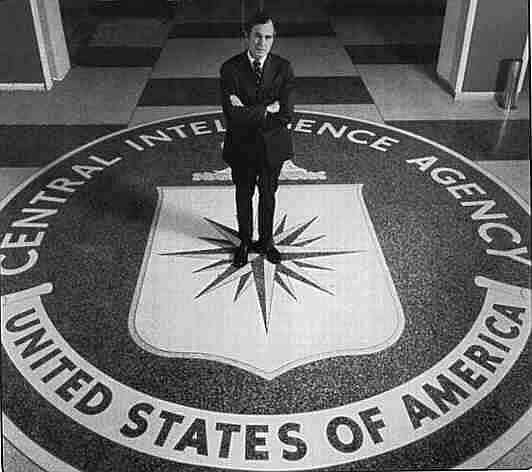 CENTRAL INTELLIGENCE AGENCY
UNITED STATES OF AMERICA